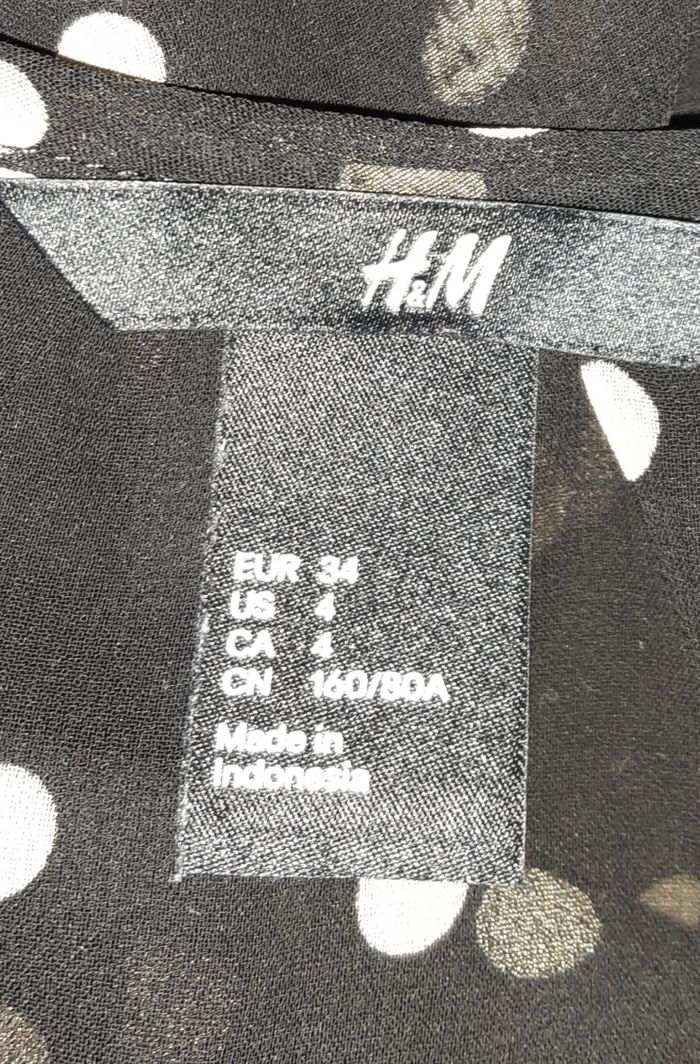 H&M
EUR 34
US 4
CA 4
CN 160/80A
Made in
Indonesia